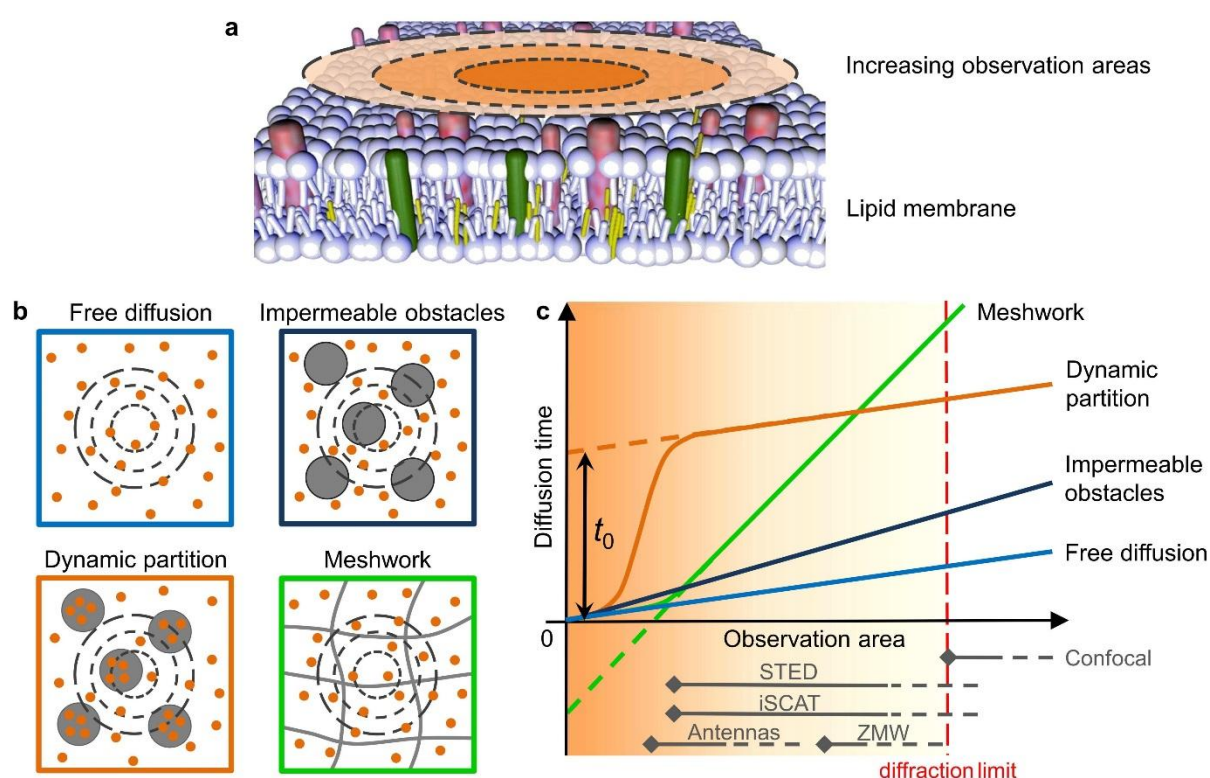 a
Increasing observation areas
Lipid membrane
b
Free diffusion
Impermeable obstacles
Dynamic partition
Meshwork
c
Diffusion time
t0
0
Observation area
Meshwork
Dynamic
partition
Impermeable
obstacles
Free diffusion
Confocal
STED
iSCAT
Antennas
ZMW
diffraction limit